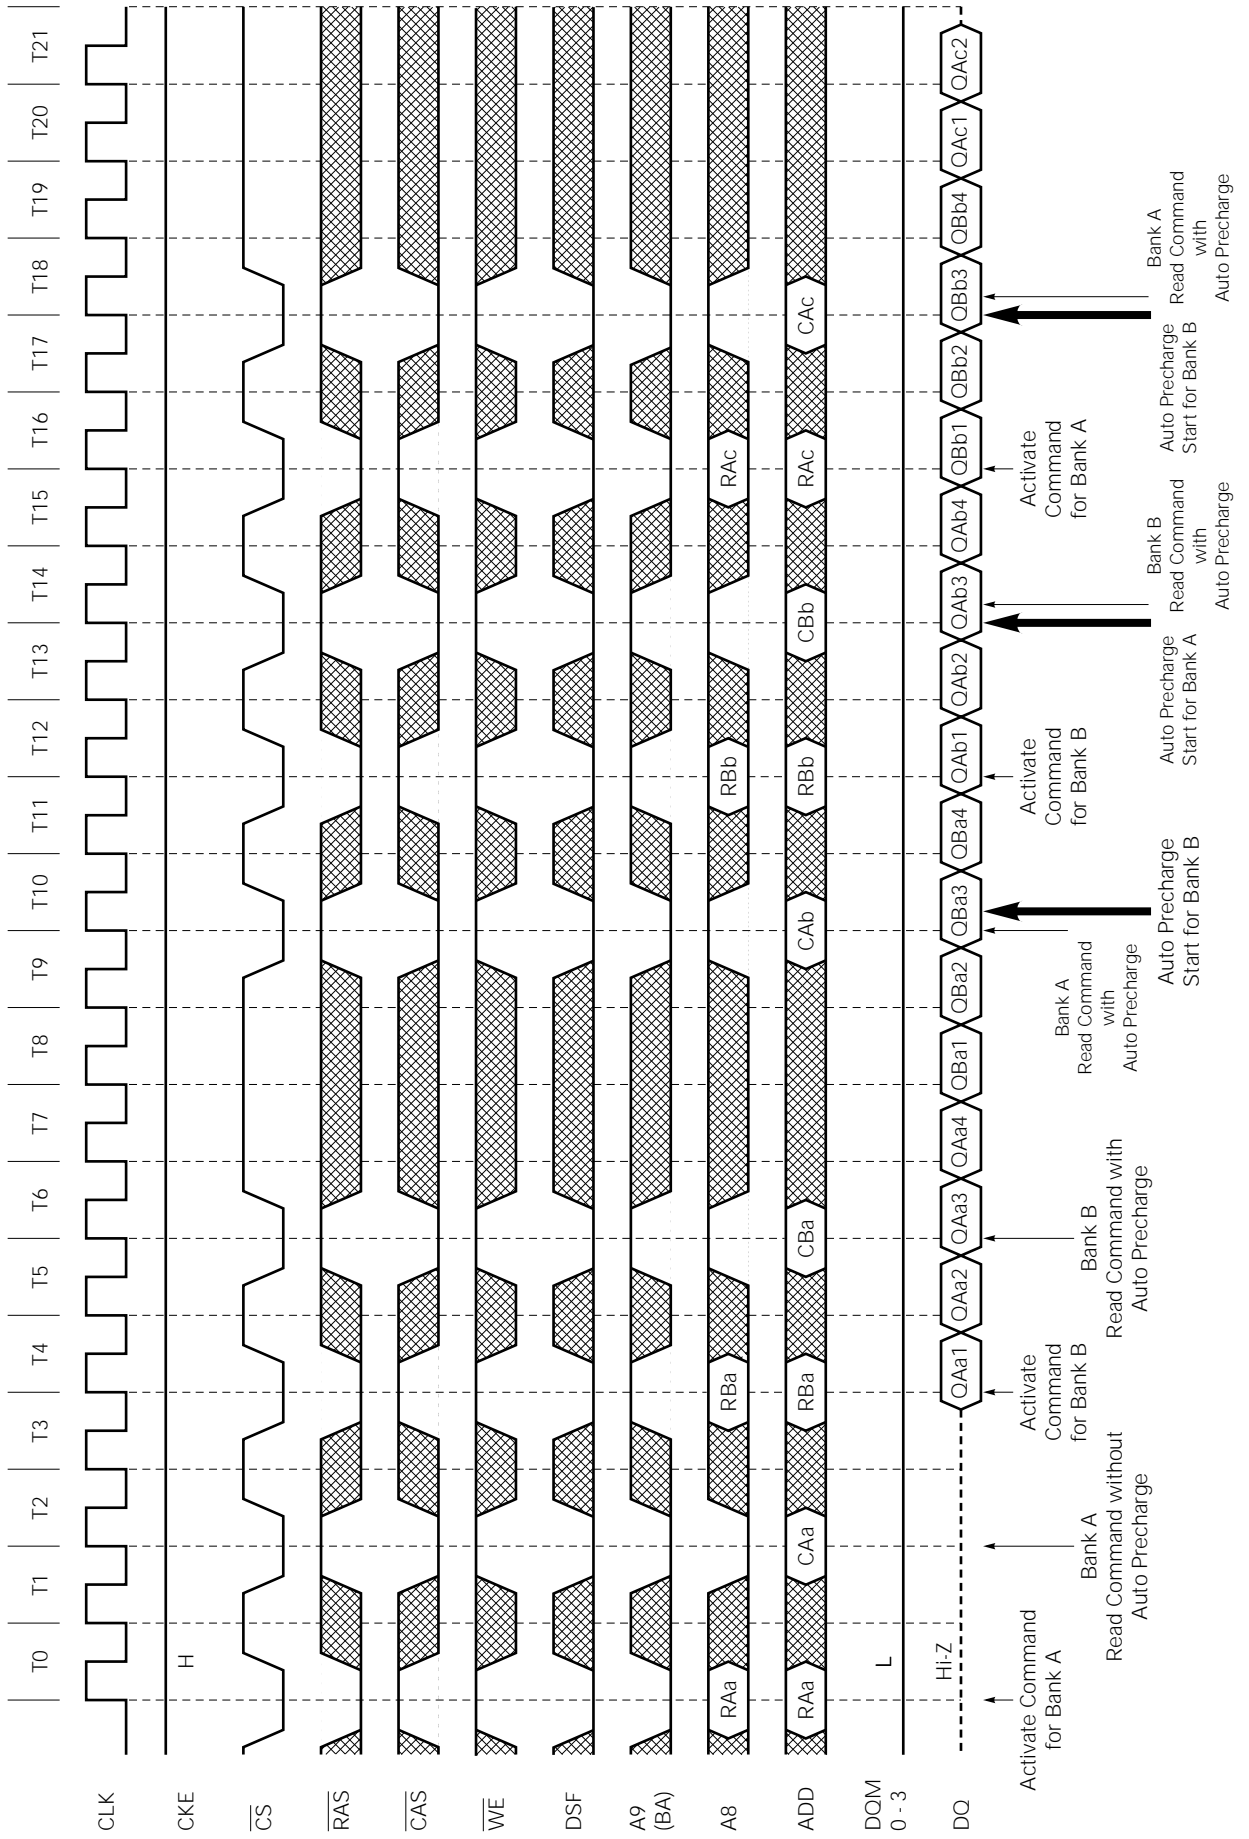 T0 T1 T2 T3 T4 T5 T6 T7 T8 T9 T10 T11 T12 T13 T14 T15 T16 T17 T18 T19 T20 T21
CLK
CKE
H
CS
RAS
CAS
WE
DSF
A9
(BA)
A8
RAa RBa RBb RAc
ADD
RAa CAa RBa CBa CAb RBb CBb RAc CAc
DQM
0 - 3
L
DQ
Hi-Z
QAa1 QAa2 QAa3 QAa4 QBa1 QBa2 QBa3 QBa4 QAb1 QAb2 QAb3 QAb4 QBb1 QBb2 QBb3 QBb4 QAc1 QAc2
Activate Command
for Bank A
Bank A
Read Command without
Auto Precharge
Activate
Command
for Bank B
Bank B
Read Command with
Auto Precharge
Bank A
Read Command
with
Auto Precharge
Auto Precharge
Start for Bank B
Activate
Command
for Bank B
Auto Precharge
Start for Bank A
Bank B
Read Command
with
Auto Precharge
Activate
Command
for Bank A
Auto Precharge
Start for Bank B
Bank A
Read Command
with
Auto Precharge